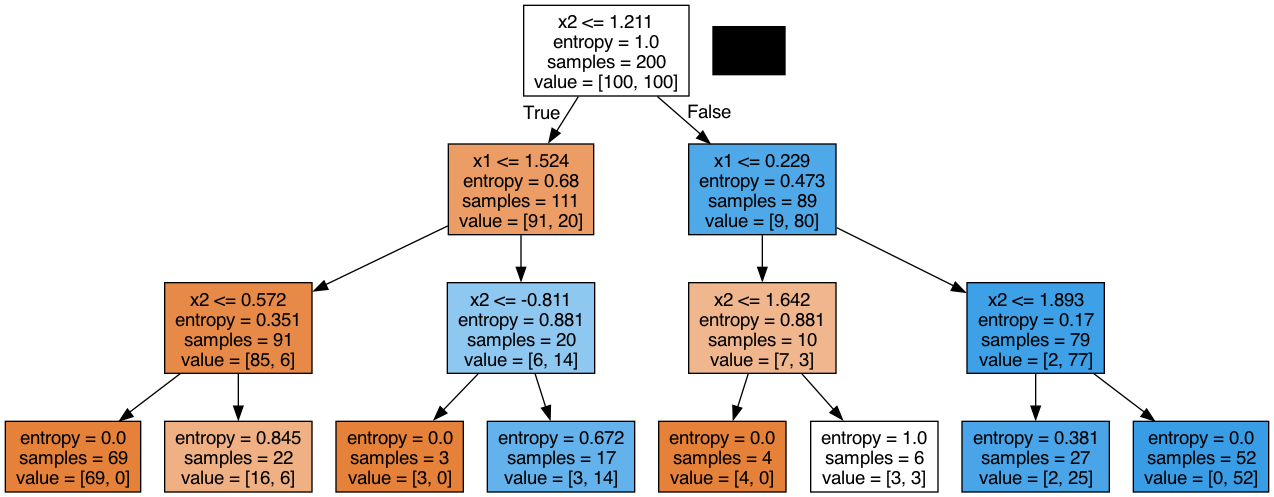 x2 <= 1.211
entropy = 1.0
samples = 200
value = [100, 100]
True
False
x1 <= 1.524
entropy = 0.68
samples = 111
value = [91, 20]
x1 <= 0.229
entropy = 0.473
samples = 89
value = [9, 80]
x2 <= 0.572
entropy = 0.351
samples = 91
value = [85, 6]
x2 <= -0.811
entropy = 0.881
samples = 20
value = [6, 14]
x2 <= 1.642
entropy = 0.881
samples = 10
value = [7, 3]
x2 <= 1.893
entropy = 0.17
samples = 79
value = [2, 77]
entropy = 0.0
samples = 69
value = [69, 0]
entropy = 0.845
samples = 22
value = [16, 6]
entropy = 0.0
samples = 3
value = [3, 0]
entropy = 0.672
samples = 17
value = [3, 14]
entropy = 0.0
samples = 4
value = [4, 0]
entropy = 1.0
samples = 6
value = [3, 3]
entropy = 0.381
samples = 27
value = [2, 25]
entropy = 0.0
samples = 52
value = [0, 52]